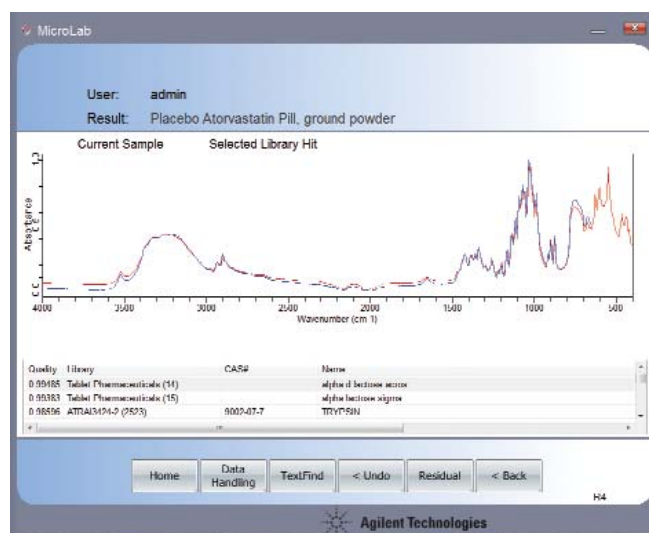 MicroLab
User: admin
Result: Placebo Atorvastatin Pill, ground powder
Current Sample Selected Library Hit
Absorbance
4000 3500 3000 2500 2000 1500 1000 500
Wavenumber (cm-1)
Quality Library CAS# Name
0.99485 Tablet Pharmaceuticals (14) alpha d lactose acros
0.99383 Tablet Pharmaceuticals (15) alpha lactose sigma
0.98596 ATRAI3424-2 (2523) 9002-07-7 TRYPSIN
Home Data Handling TextFind < Undo Residual < Back
Agilent Technologies